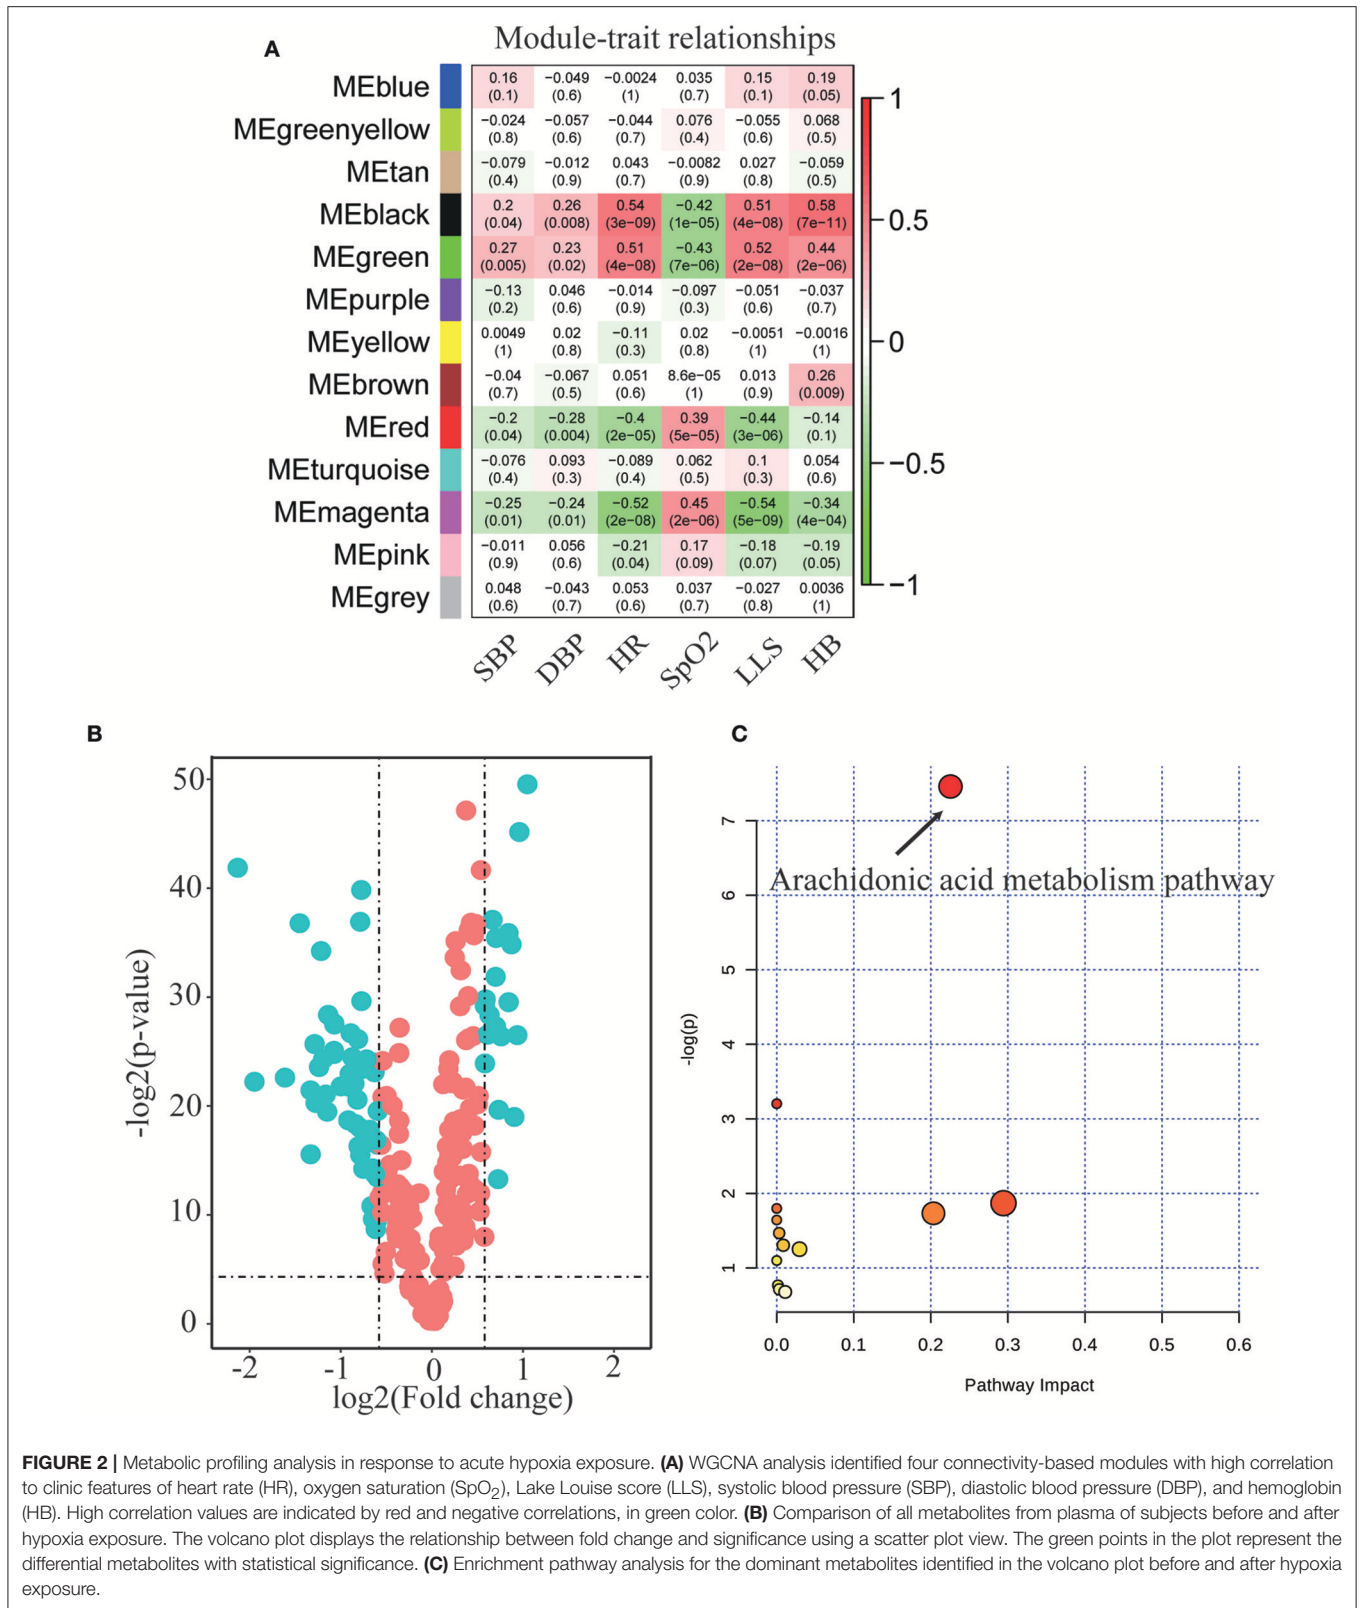 A
Module-trait relationships
MEblue 0.16 −0.049 −0.0024 0.035 0.15 0.19
(0.1) (0.6) (1) (0.7) (0.1) (0.05)
1
MEgreenyellow −0.024 −0.057 −0.044 0.076 −0.055 0.068
(0.8) (0.6) (0.7) (0.4) (0.6) (0.5)
MEtan −0.079 −0.012 0.043 −0.0082 0.027 −0.059
(0.4) (0.9) (0.7) (0.9) (0.8) (0.5)
MEblack 0.2 0.26 0.54 −0.42 0.51 0.58
(0.04) (0.008) (3e−09) (1e−05) (4e−08) (7e−11)
0.5
MEgreen 0.27 0.23 0.51 −0.43 0.52 0.44
(0.005) (0.02) (4e−08) (7e−06) (2e−08) (2e−06)
MEpurple −0.13 0.046 −0.014 −0.097 −0.051 −0.037
(0.2) (0.6) (0.9) (0.3) (0.6) (0.7)
MEyellow 0.0049 0.02 −0.11 0.02 −0.0051 −0.0016
(1) (0.8) (0.3) (0.8) (1) (1)
0
MEbrown −0.04 −0.067 0.051 8.6e−05 0.013 0.26
(0.7) (0.5) (0.6) (1) (0.9) (0.009)
MEred −0.2 −0.28 −0.4 0.39 −0.44 −0.14
(0.04) (0.004) (2e−05) (5e−05) (3e−06) (0.1)
MEturquoise −0.076 0.093 −0.089 0.062 0.1 0.054
(0.4) (0.3) (0.4) (0.5) (0.3) (0.6)
−0.5
MEmagenta −0.25 −0.24 −0.52 0.45 −0.54 −0.34
(0.01) (0.01) (2e−08) (2e−06) (5e−09) (4e−04)
MEpink −0.011 0.056 −0.21 0.17 −0.18 −0.19
(0.9) (0.6) (0.04) (0.09) (0.07) (0.05)
−1
MEgrey 0.048 −0.043 0.053 0.037 −0.027 0.0036
(0.6) (0.7) (0.6) (0.7) (0.8) (1)
SBP DBP HR SpO2 LLS HB
B
50
40
30
20
10
0
-log2(p-value)
-2 -1 0 1 2
log2(Fold change)
C
7
6
5
4
3
2
1
-log(p)
Arachidonic acid metabolism pathway
0.0 0.1 0.2 0.3 0.4 0.5 0.6
Pathway Impact
FIGURE 2 | Metabolic profiling analysis in response to acute hypoxia exposure. (A) WGCNA analysis identified four connectivity-based modules with high correlation
to clinic features of heart rate (HR), oxygen saturation (SpO2), Lake Louise score (LLS), systolic blood pressure (SBP), diastolic blood pressure (DBP), and hemoglobin
(HB). High correlation values are indicated by red and negative correlations, in green color. (B) Comparison of all metabolites from plasma of subjects before and after
hypoxia exposure. The volcano plot displays the relationship between fold change and significance using a scatter plot view. The green points in the plot represent the
differential metabolites with statistical significance. (C) Enrichment pathway analysis for the dominant metabolites identified in the volcano plot before and after hypoxia
exposure.